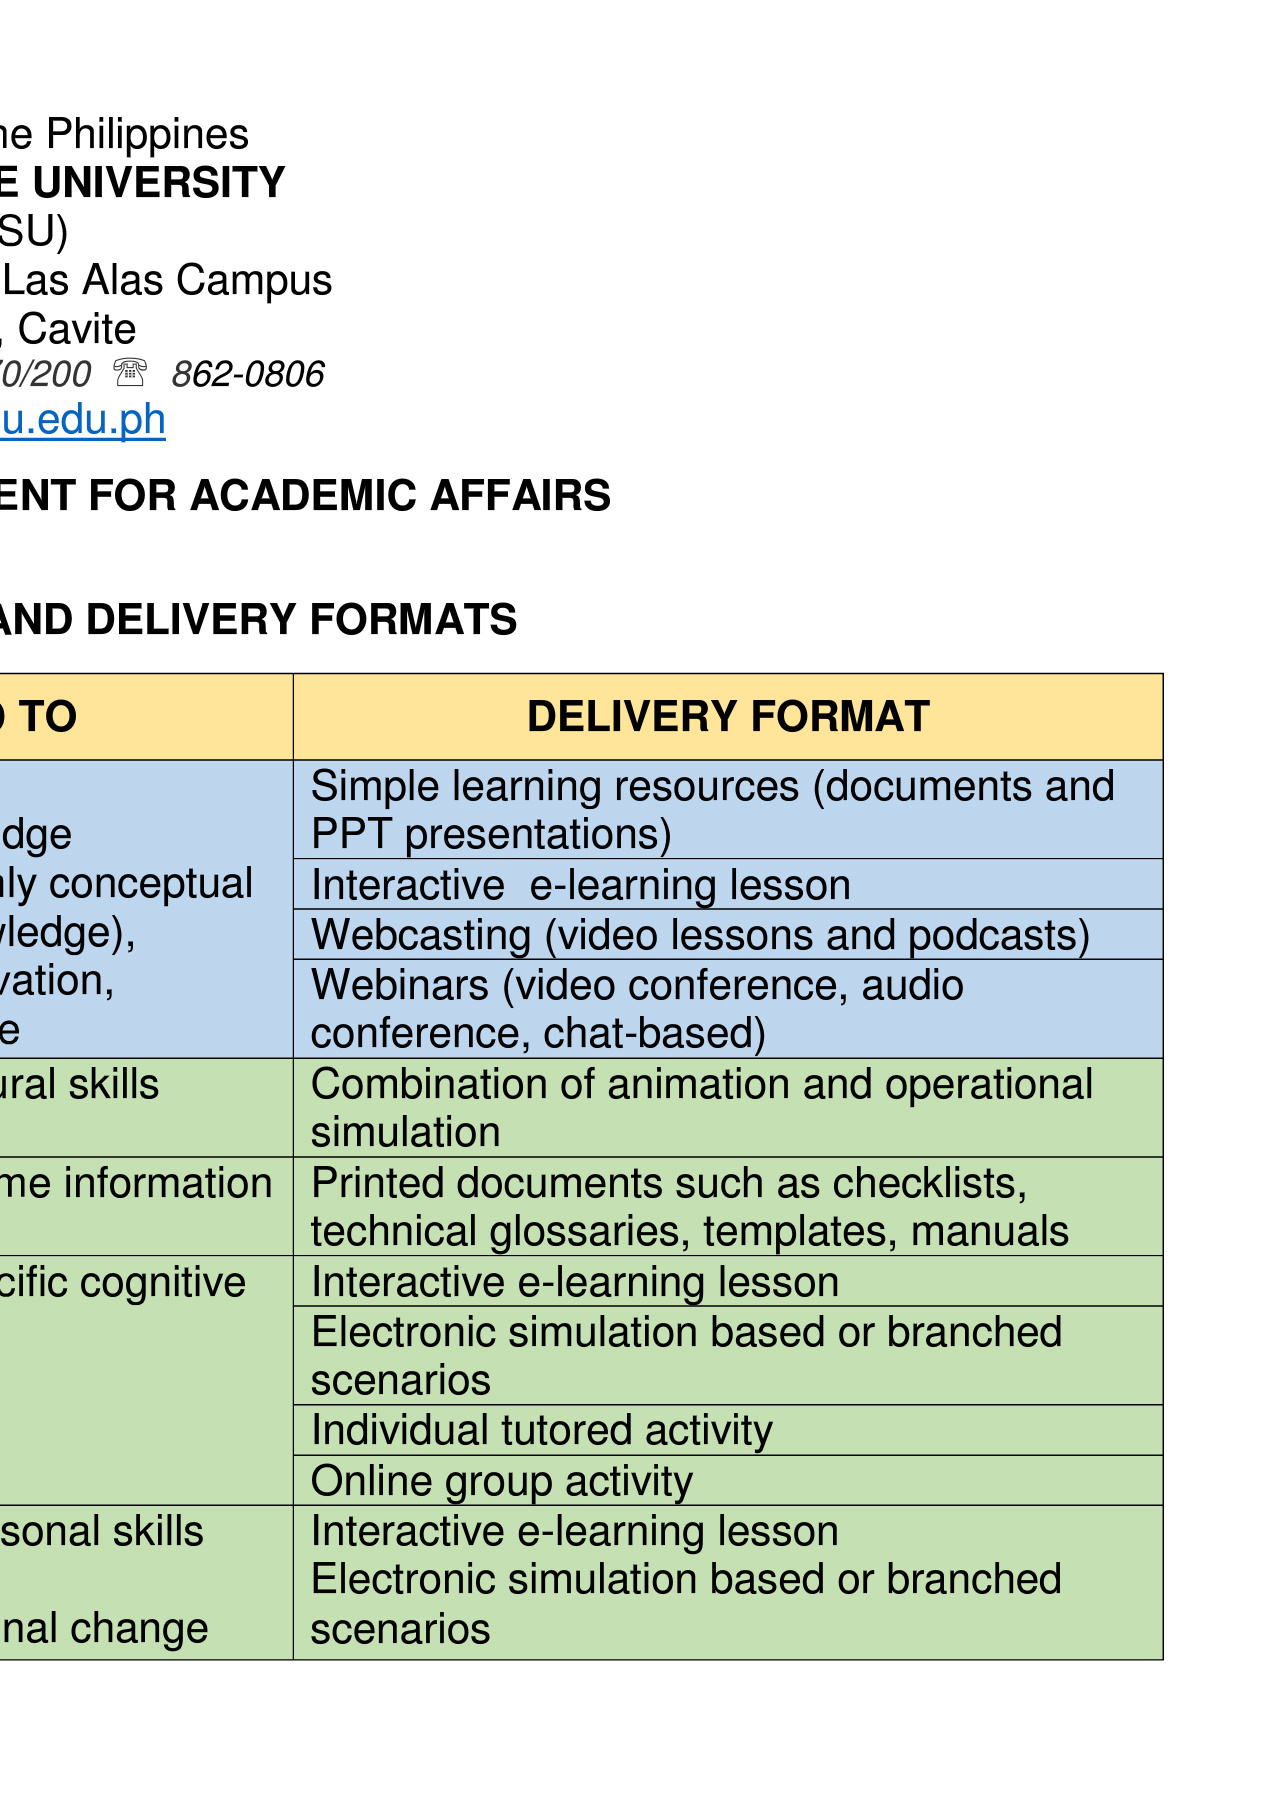 he Philippines
E UNIVERSITY
SU)
Las Alas Campus
, Cavite
70/200 ☏ 862-0806
u.edu.ph
ENT FOR ACADEMIC AFFAIRS
AND DELIVERY FORMATS
D TO
DELIVERY FORMAT
dge
nly conceptual
wledge),
vation,
e
Simple learning resources (documents and
PPT presentations)
Interactive e-learning lesson
Webcasting (video lessons and podcasts)
Webinars (video conference, audio
conference, chat-based)
ural skills
Combination of animation and operational
simulation
me information
Printed documents such as checklists,
technical glossaries, templates, manuals
cific cognitive
Interactive e-learning lesson
Electronic simulation based or branched
scenarios
Individual tutored activity
Online group activity
sonal skills
nal change
Interactive e-learning lesson
Electronic simulation based or branched
scenarios